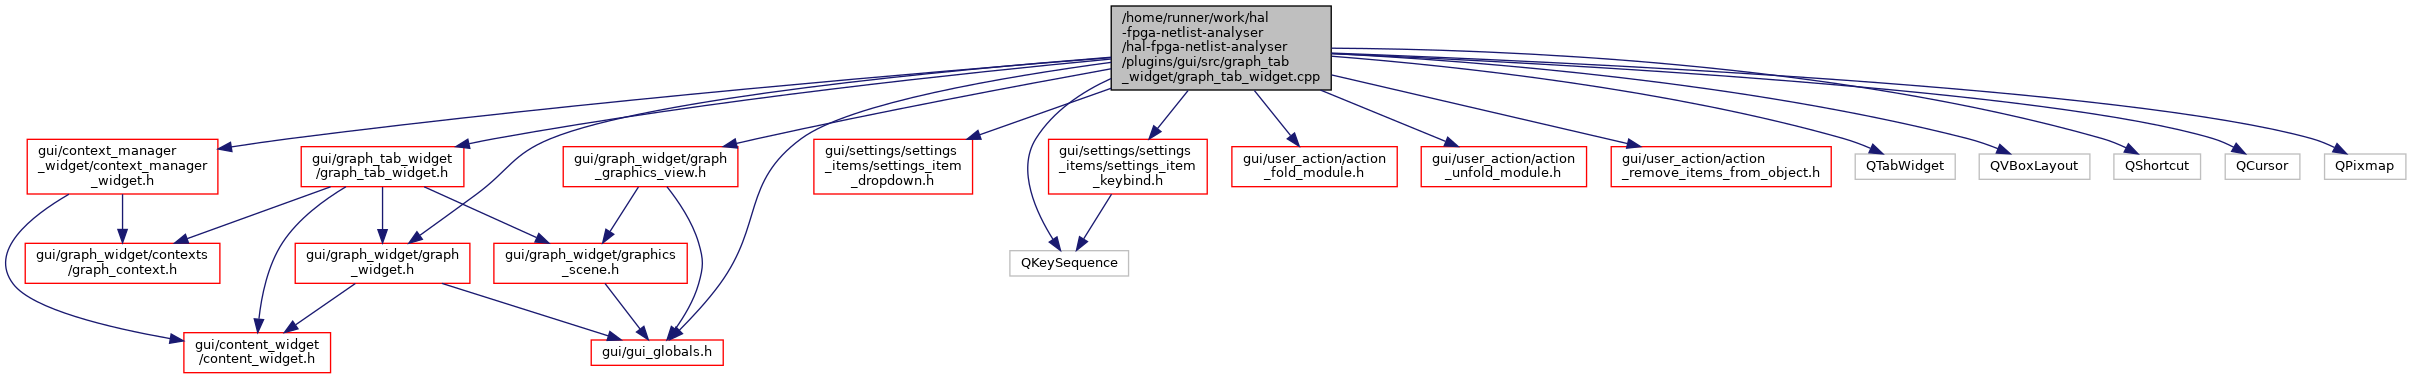 /home/runner/work/hal
-fpga-netlist-analyser
/hal-fpga-netlist-analyser
/plugins/gui/src/graph_tab
_widget/graph_tab_widget.cpp
gui/context_manager
_widget/context_manager
_widget.h
gui/graph_tab_widget
/graph_tab_widget.h
gui/graph_widget/graph
_graphics_view.h
gui/settings/settings
_items/settings_item
_dropdown.h
gui/settings/settings
_items/settings_item
_keybind.h
gui/user_action/action
_fold_module.h
gui/user_action/action
_unfold_module.h
gui/user_action/action
_remove_items_from_object.h
QTabWidget
QVBoxLayout
QShortcut
QCursor
QPixmap
gui/graph_widget/contexts
/graph_context.h
gui/graph_widget/graph
_widget.h
gui/graph_widget/graphics
_scene.h
QKeySequence
gui/content_widget
/content_widget.h
gui/gui_globals.h